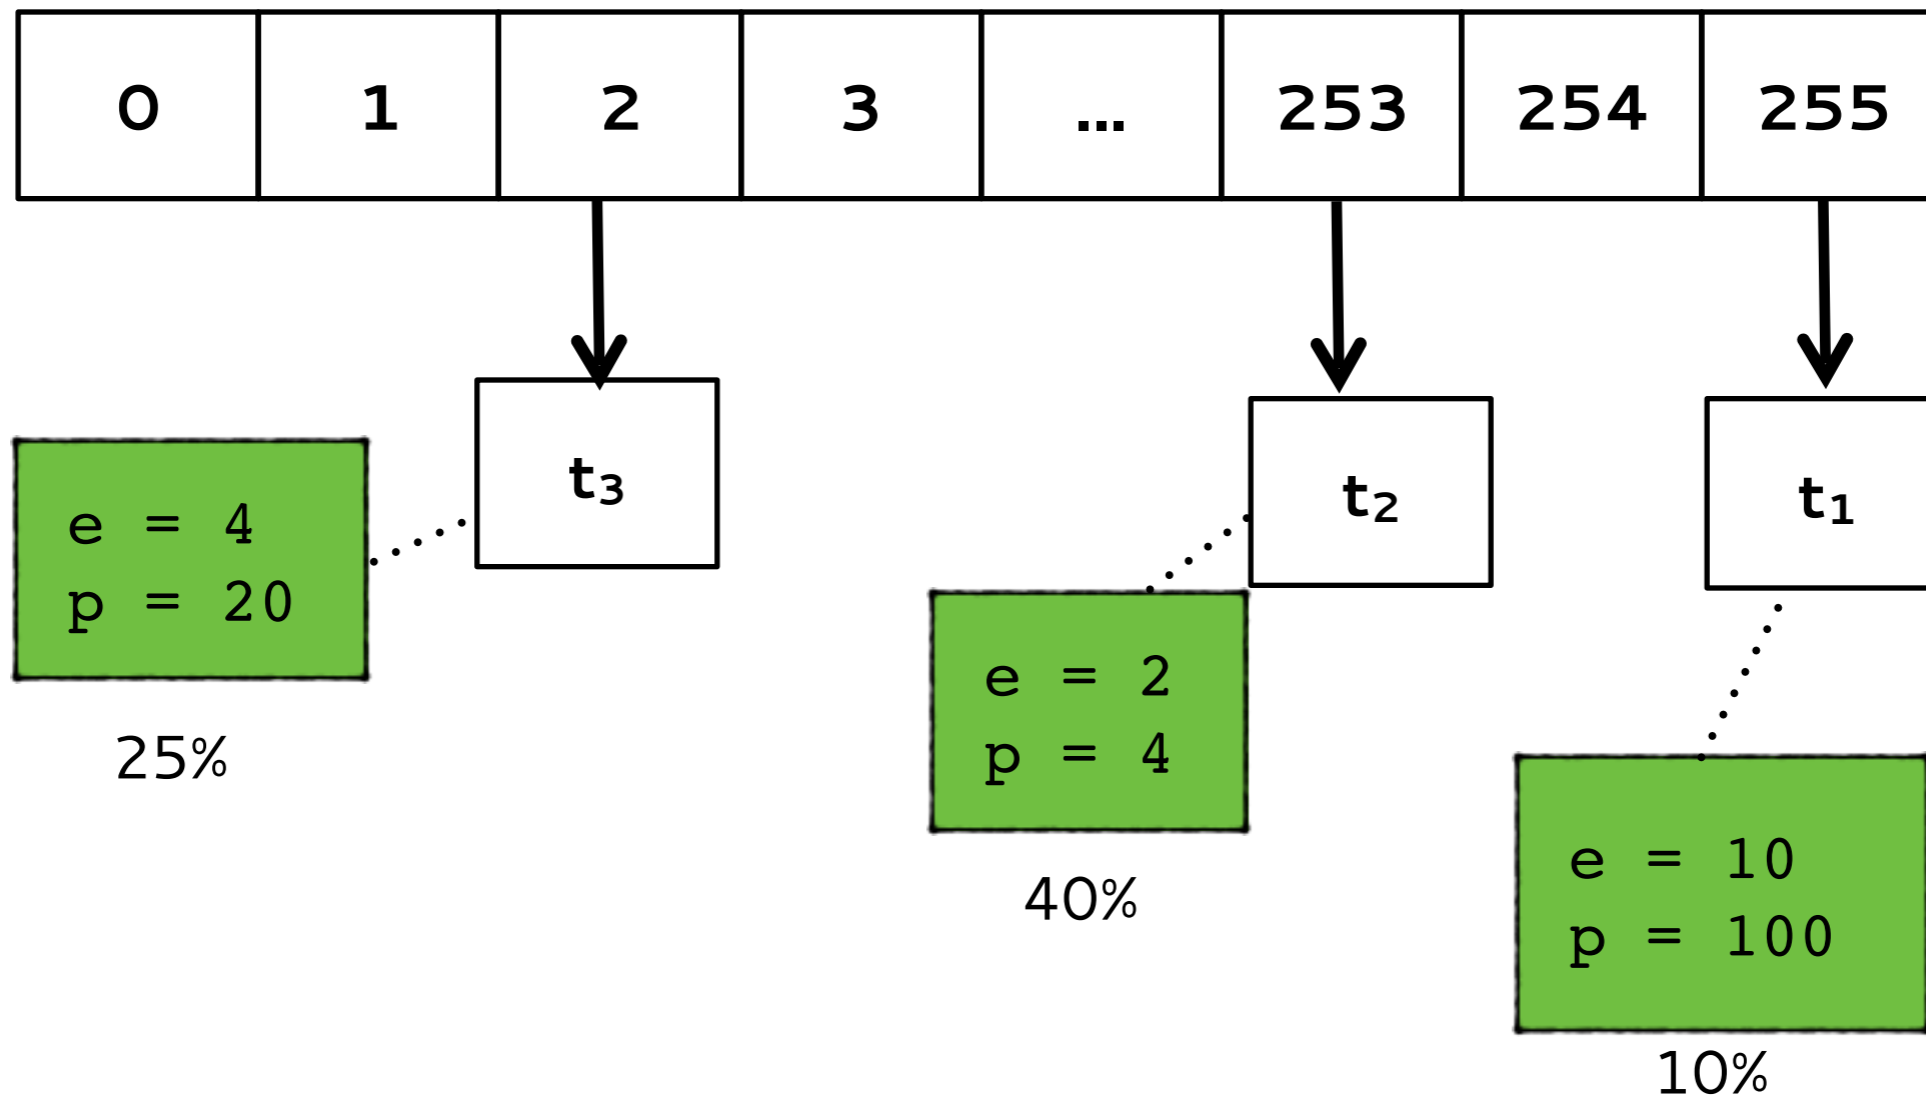 0 1 2 3 ... 253 254 255
t₃
t₂
t₁
e = 4
p = 20
25%
e = 2
p = 4
40%
e = 10
p = 100
10%